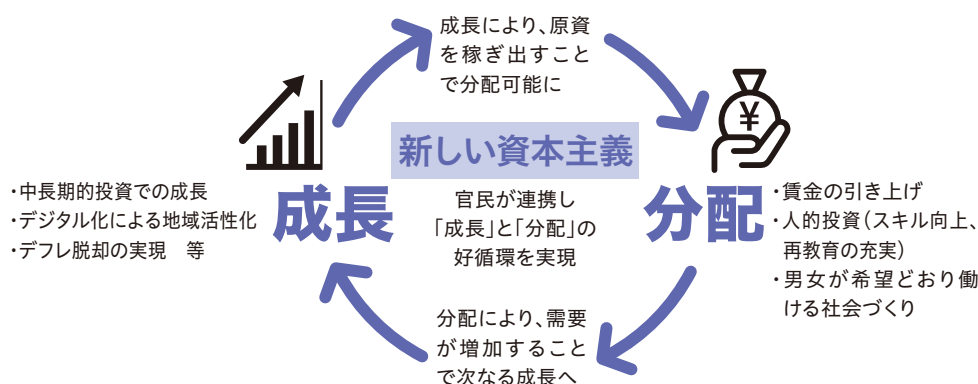 成長により、原資
を稼ぎ出すこと
で分配可能に
新しい資本主義
官民が連携し
「成長」と「分配」の
好循環を実現
成長
・中長期的投資での成長
・デジタル化による地域活性化
・デフレ脱却の実現　等
¥
分配
・賃金の引き上げ
・人的投資(スキル向上、
再教育の充実)
・男女が希望どおり働
ける社会づくり
分配により、需要
が増加すること
で次なる成長へ